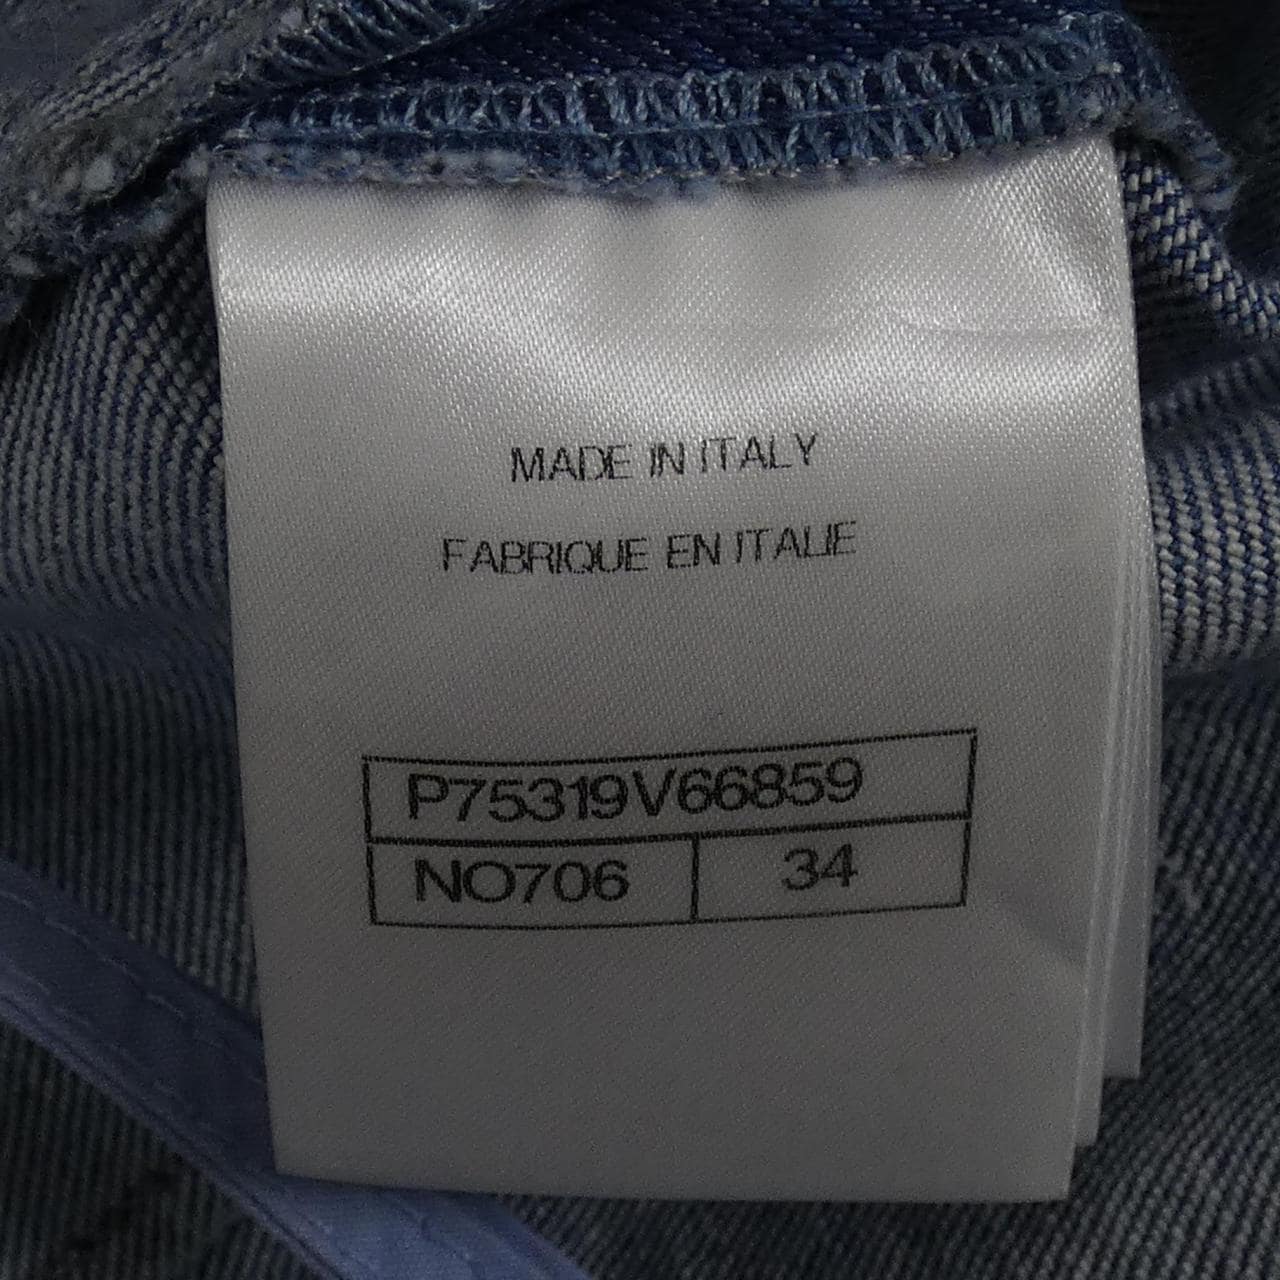 MADE IN ITALY
FABRIQUE EN ITALIE
P75319V66859
NO706 34